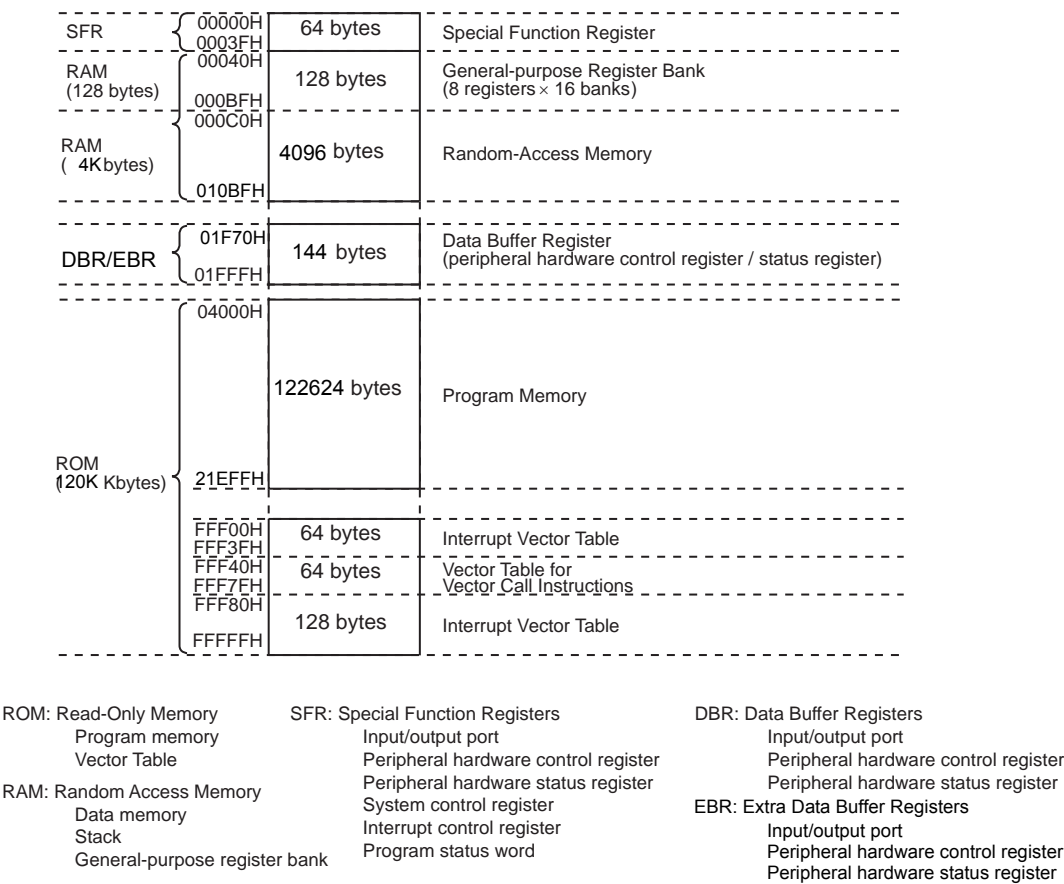 SFR
00000H
0003FH
64 bytes
Special Function Register
RAM
(128 bytes)
00040H
000BFH
128 bytes
General-purpose Register Bank
(8 registers × 16 banks)
RAM
( 4Kbytes)
000C0H
010BFH
4096 bytes
Random-Access Memory
DBR/EBR
01F70H
01FFFH
144 bytes
Data Buffer Register
(peripheral hardware control register / status register)
ROM
(120K Kbytes)
04000H
21EFFH
122624 bytes
Program Memory
FFF00H
FFF3FH
64 bytes
Interrupt Vector Table
FFF40H
FFF7FH
64 bytes
Vector Table for
Vector Call Instructions
FFF80H
FFFFFH
128 bytes
Interrupt Vector Table
ROM: Read-Only Memory
Program memory
Vector Table
RAM: Random Access Memory
Data memory
Stack
General-purpose register bank
SFR: Special Function Registers
Input/output port
Peripheral hardware control register
Peripheral hardware status register
System control register
Interrupt control register
Program status word
DBR: Data Buffer Registers
Input/output port
Peripheral hardware control register
Peripheral hardware status register
EBR: Extra Data Buffer Registers
Input/output port
Peripheral hardware control register
Peripheral hardware status register